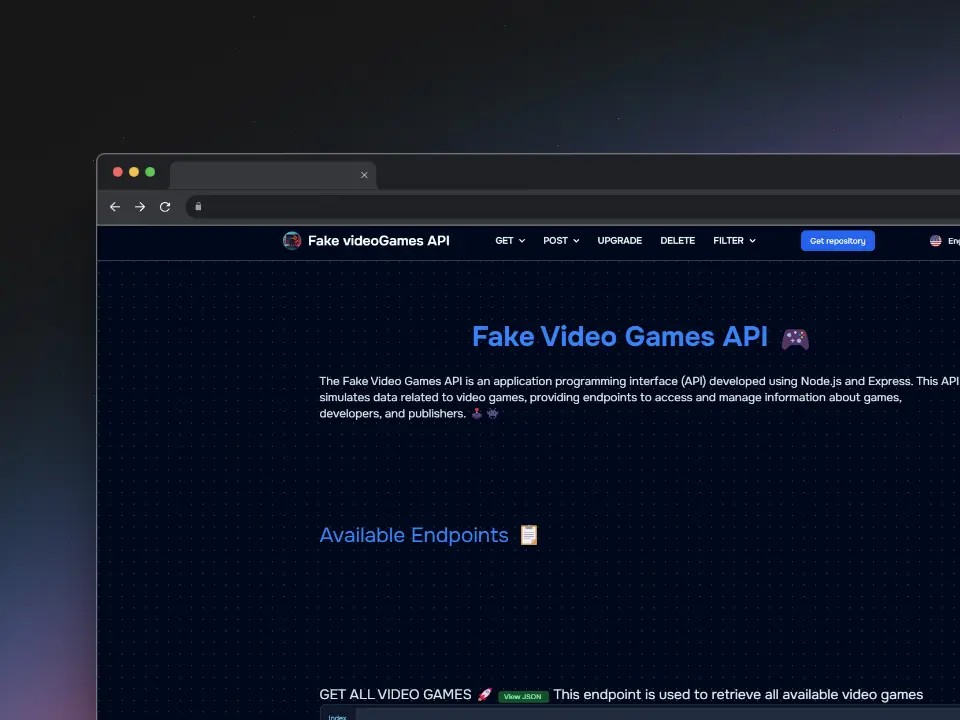 Fake videoGames API GET POST UPGRADE DELETE FILTER Get repository
Fake Video Games API
The Fake Video Games API is an application programming interface (API) developed using Node.js and Express. This API
simulates data related to video games, providing endpoints to access and manage information about games,
developers, and publishers.
Available Endpoints
GET ALL VIDEO GAMES View JSON This endpoint is used to retrieve all available video games
Index